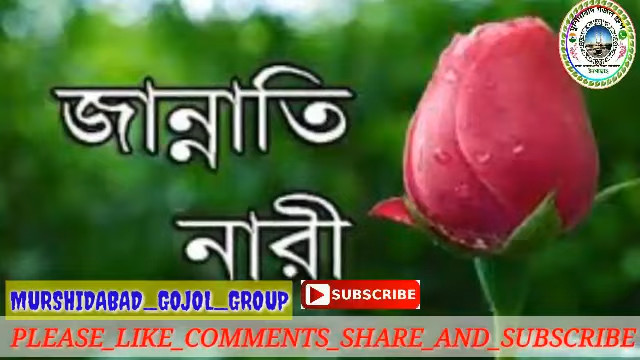 জান্নাতি
নারী
MURSHIDABAD_GOJOL_GROUP
SUBSCRIBE
PLEASE_LIKE_COMMENTS_SHARE_AND_SUBSCRIBE